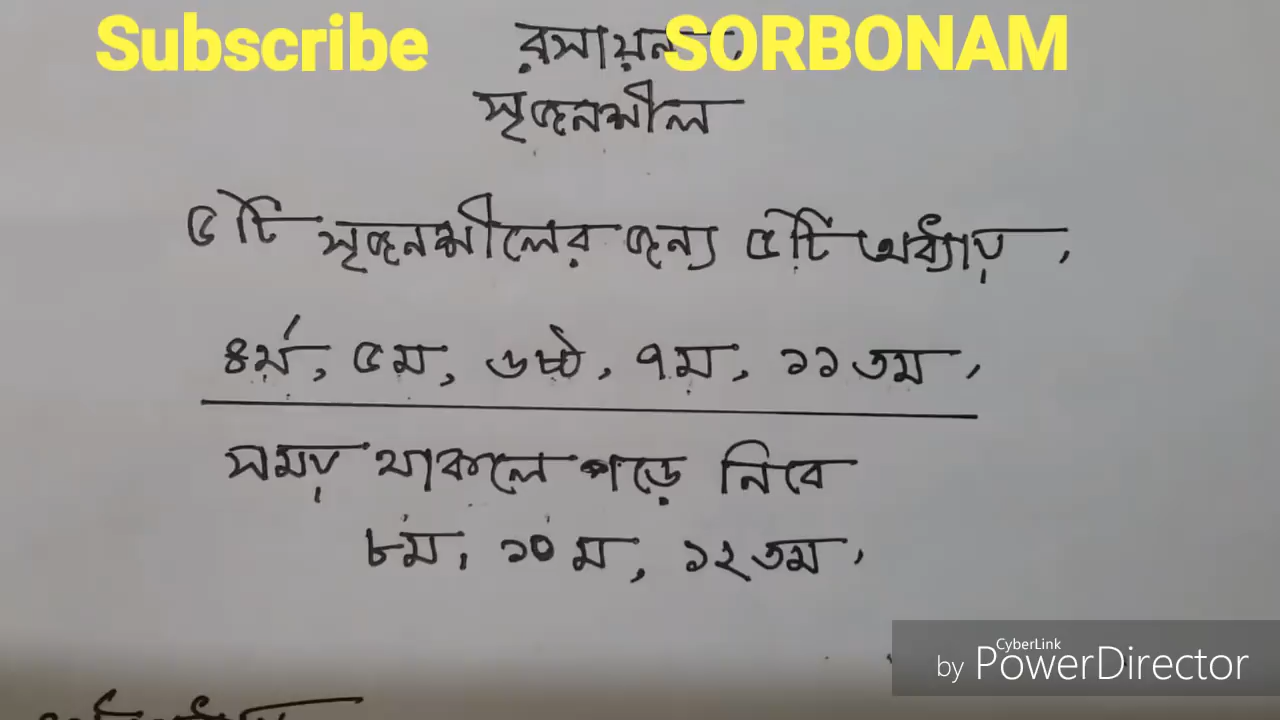 Subscribe SORBONAM
রসায়ন
সৃজনশীল
৫টি সৃজনশীলের জন্য ৫টি অধ্যায়,
৪র্থ, ৫ম, ৬ষ্ঠ, ৭ম, ১১তম,
সময় থাকলে পড়ে নিবে
৮ম, ১০ম, ১২তম,
CyberLink
by PowerDirector